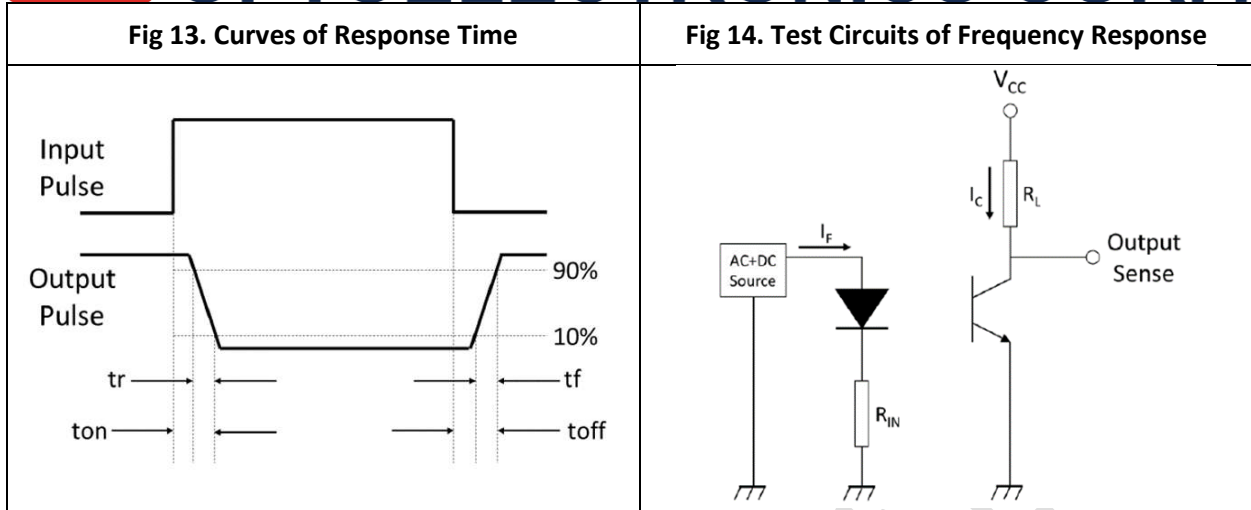 Fig 13. Curves of Response Time
Fig 14. Test Circuits of Frequency Response
Input
Pulse
Output
Pulse
90%
10%
tr
tf
ton
toff
VCC
IC
RL
IF
AC+DC
Source
Output
Sense
RIN